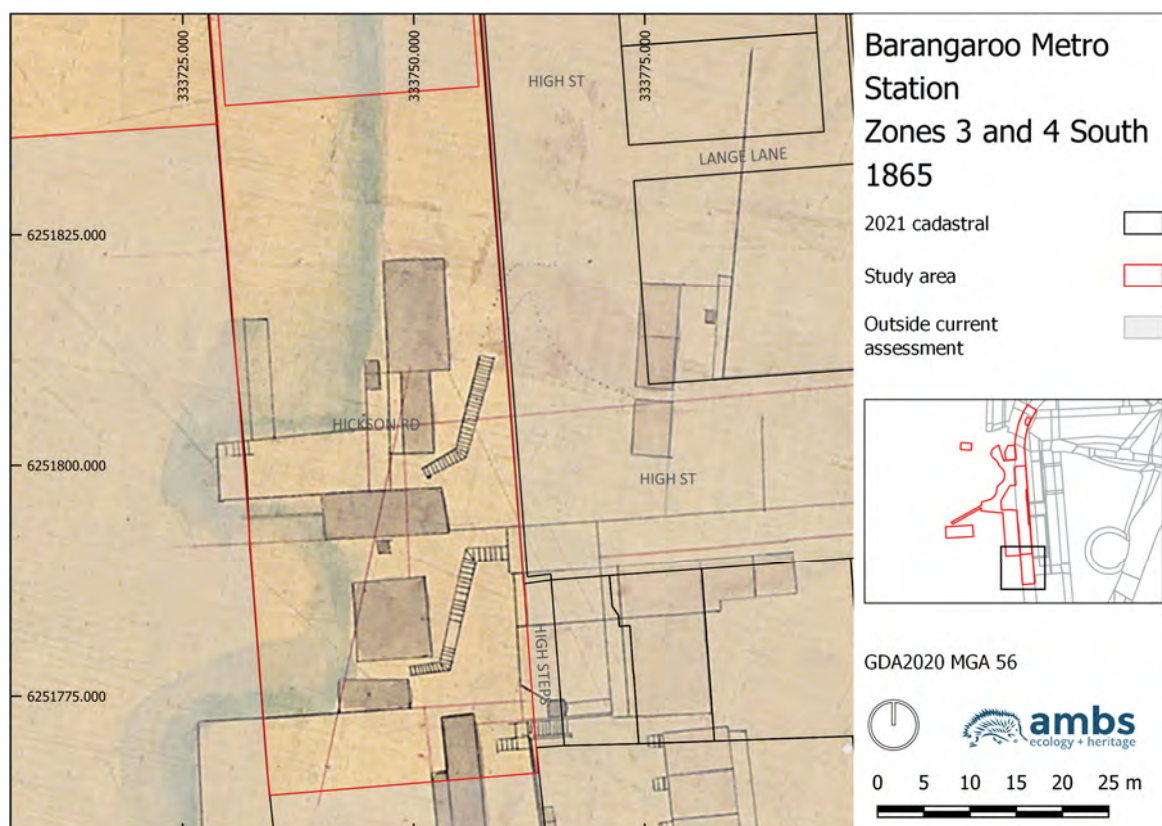 333725.000
333750.000
333775.000
HIGH ST
LANGE LANE
6251825.000
HICKSON RD
6251800.000
HIGH ST
HIGH STEPS
6251775.000
Barangaroo Metro
Station
Zones 3 and 4 South
1865
2021 cadastral
Study area
Outside current
assessment
GDA2020 MGA 56
ambs
ecology + heritage
0 5 10 15 20 25 m